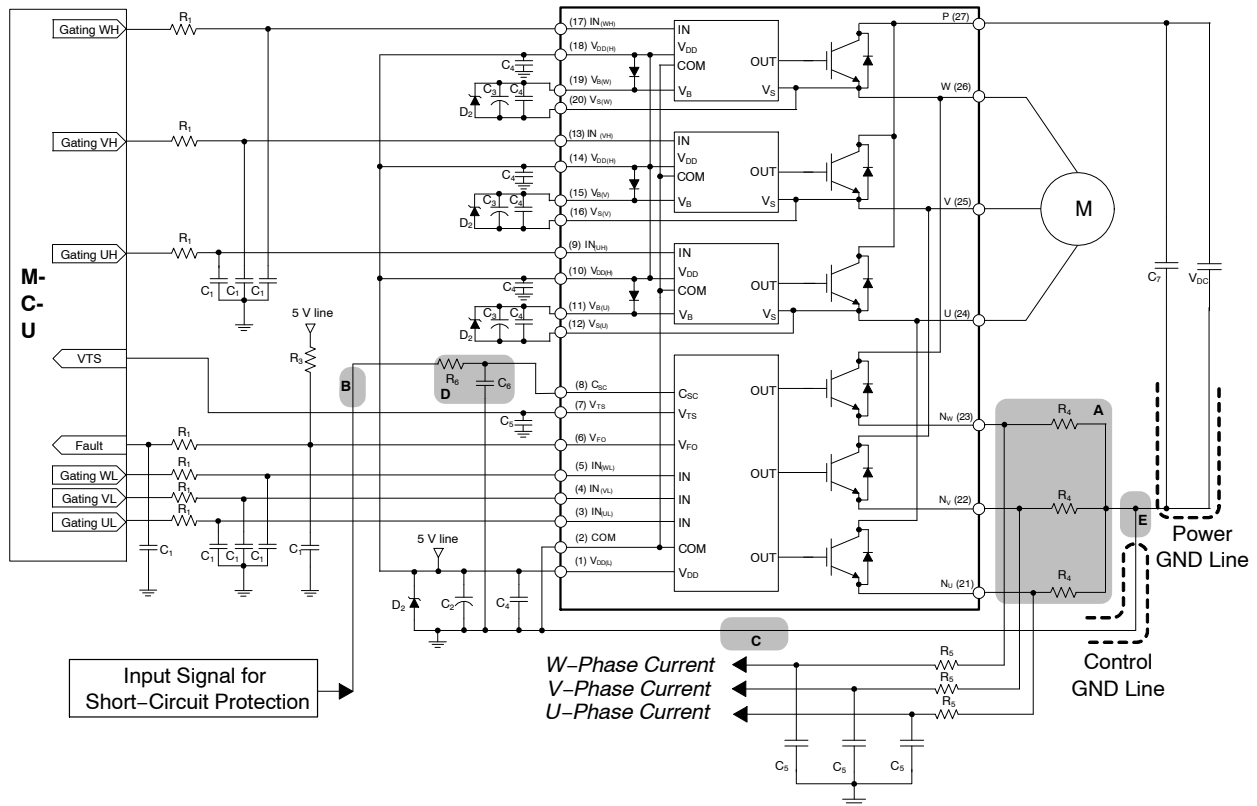 R1
Gating WH
(17) IN(WH)
IN
P (27)
(18) VDD(H)
VDD
C4
COM
OUT
(19) VB(W)
VB
VS
W (26)
C3
C4
D2
(20) VS(W)
R1
Gating VH
(13) IN (VH)
IN
(14) VDD(H)
VDD
C4
COM
OUT
(15) VB(V)
VB
VS
V (25)
M
C3
C4
D2
(16) VS(V)
R1
Gating UH
(9) IN(UH)
IN
M-
C-
U
(10) VDD(H)
VDD
C1
C1
C1
C4
COM
OUT
C7
VDC
(11) VB(U)
VB
VS
U (24)
C3
C4
D2
(12) VS(U)
5 V line
R3
VTS
B
R6
D
C6
(8) CSC
CSC
OUT
(7) VTS
VTS
C5
R4
A
NW (23)
Fault
R1
(6) VFO
VFO
Gating WL
R1
(5) IN(WL)
IN
OUT
Gating VL
R1
(4) IN(VL)
IN
NV (22)
R4
E
Gating UL
R1
(3) IN(UL)
IN
Power
GND Line
C1
C1
C1
C1
C1
5 V line
(2) COM
COM
OUT
(1) VDD(L)
VDD
NU (21)
R4
D2
C2
C4
C
Control
GND Line
Input Signal for
Short−Circuit Protection
W−Phase Current
R5
V−Phase Current
R5
U−Phase Current
R5
C5
C5
C5